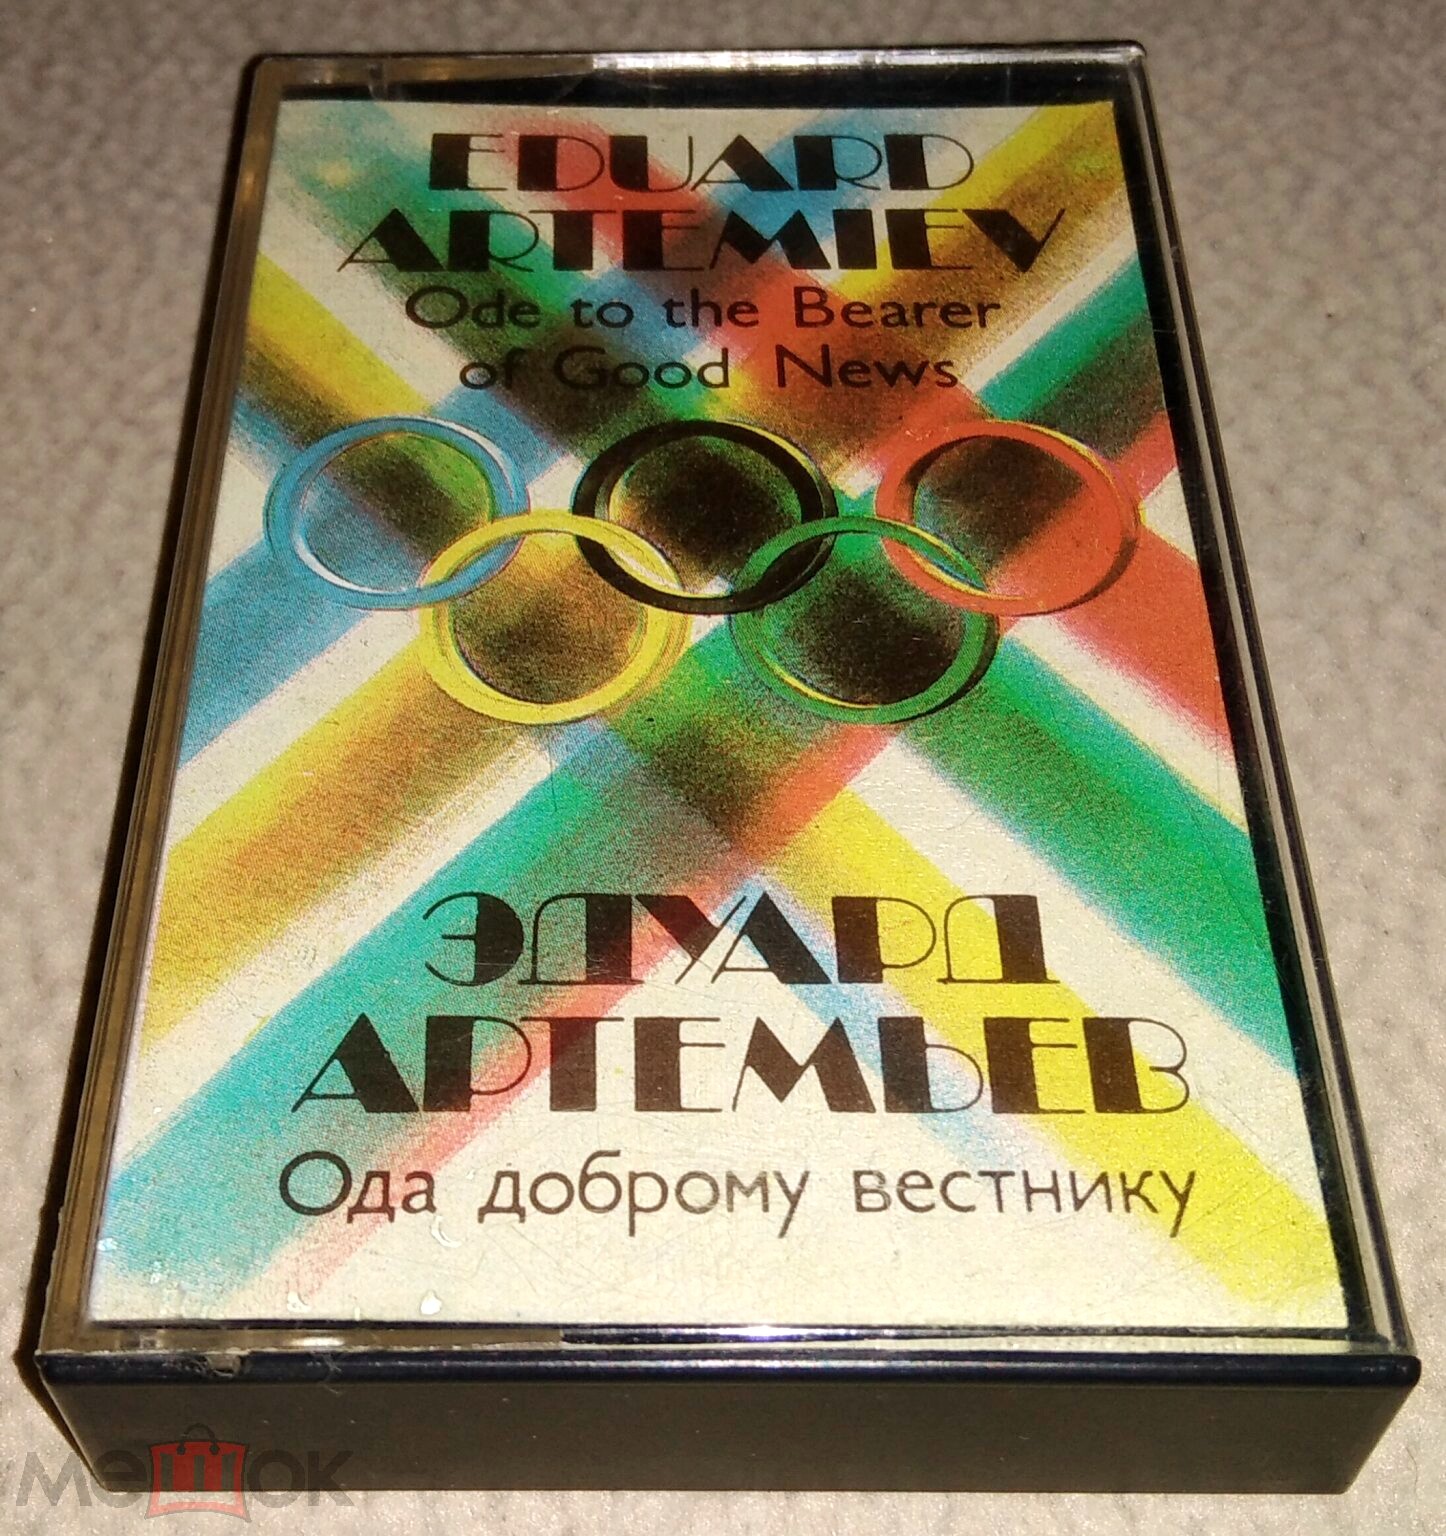 EDUARD
ARTEMIEV
Ode to the Bearer
of Good News
ЭДУАРД
АРТЕМЬЕВ
Ода доброму вестнику
мешок